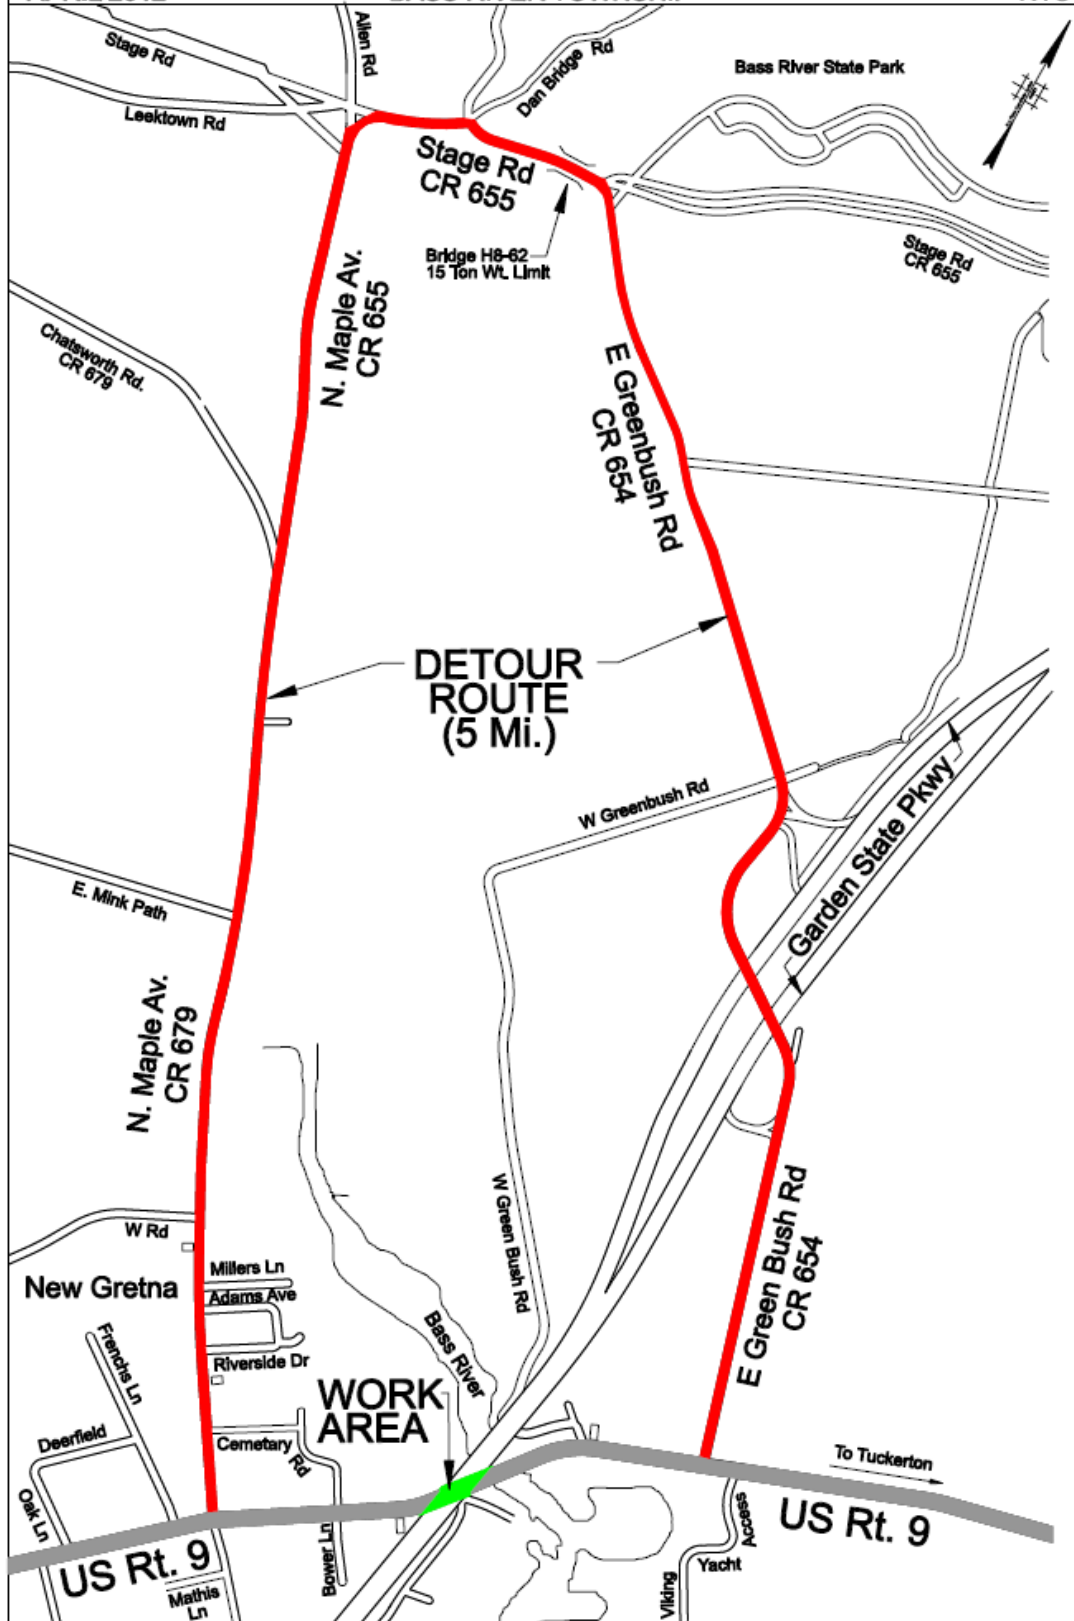 Stage Rd
Allen Rd
Dan Bridge Rd
Bass River State Park
Leektown Rd
Stage Rd
CR 655
Bridge H8-62
15 Ton Wt. Limit
Stage Rd
CR 655
N. Maple Av.
CR 655
Chatsworth Rd.
CR 679
E Greenbush Rd
CR 654
DETOUR
ROUTE
(5 Mi.)
W Greenbush Rd
Garden State Pkwy
E. Mink Path
N. Maple Av.
CR 679
W Green Bush Rd
E Green Bush Rd
CR 654
W Rd
New Gretna
Millers Ln
Adams Ave
Riverside Dr
Bass River
Frenchs Ln
WORK
AREA
Deerfield
Cemetary
Rd
To Tuckerton
Oak Ln
US Rt. 9
Access
US Rt. 9
Bower Ln
Mathis
Ln
Viking
Yacht